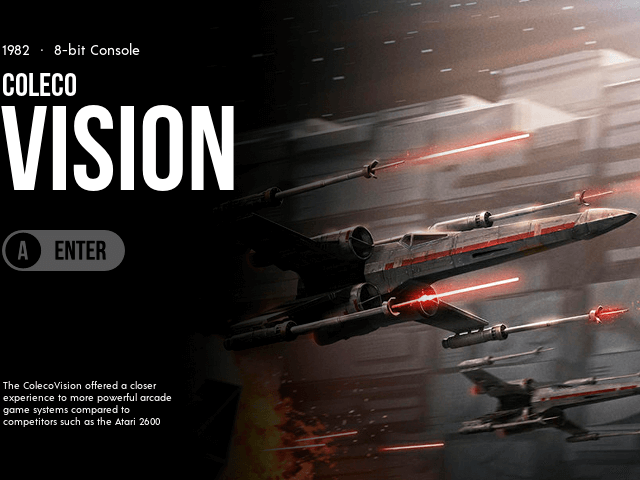 1982 · 8-bit Console
COLECO
VISION
A ENTER
The ColecoVision offered a closer
experience to more powerful arcade
game systems compared to
competitors such as the Atari 2600